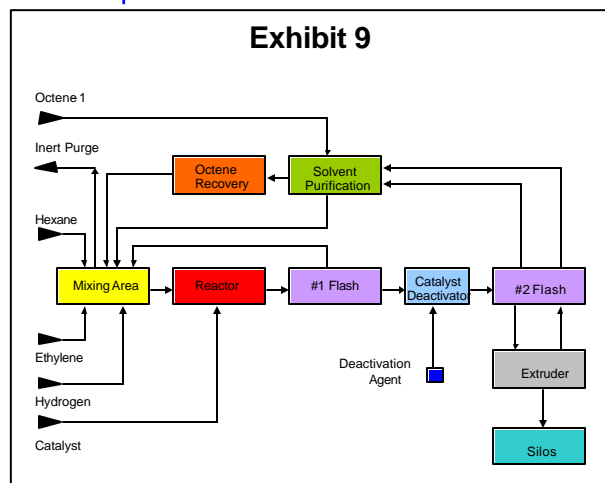 Exhibit 9
Octene 1
Inert Purge
Octene
Recovery
Solvent
Purification
Hexane
Mixing Area
Reactor
#1 Flash
Catalyst
Deactivator
#2 Flash
Ethylene
Deactivation
Agent
Extruder
Hydrogen
Catalyst
Silos